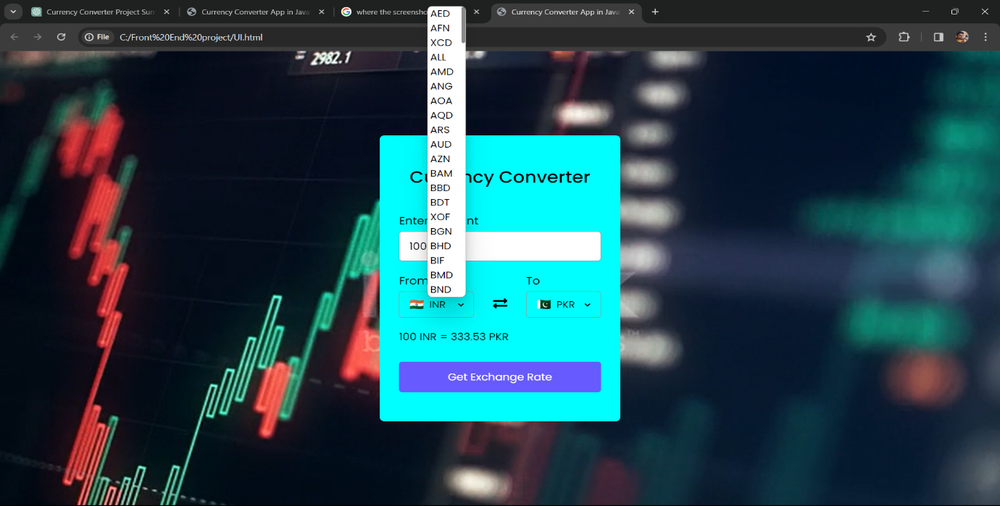 Currency Converter Project Sum
Currency Converter App in Java
where the screensho
Currency Converter App in Java
File
C:/Front%20End%20project/UI.html
2982.1
AED
AFN
XCD
ALL
AMD
ANG
AOA
AQD
ARS
AUD
AZN
BAM
BBD
BDT
XOF
BGN
BHD
BIF
BMD
BND
Cu ncy Converter
Enter nt
100
From
To
INR
PKR
100 INR = 333.53 PKR
Get Exchange Rate